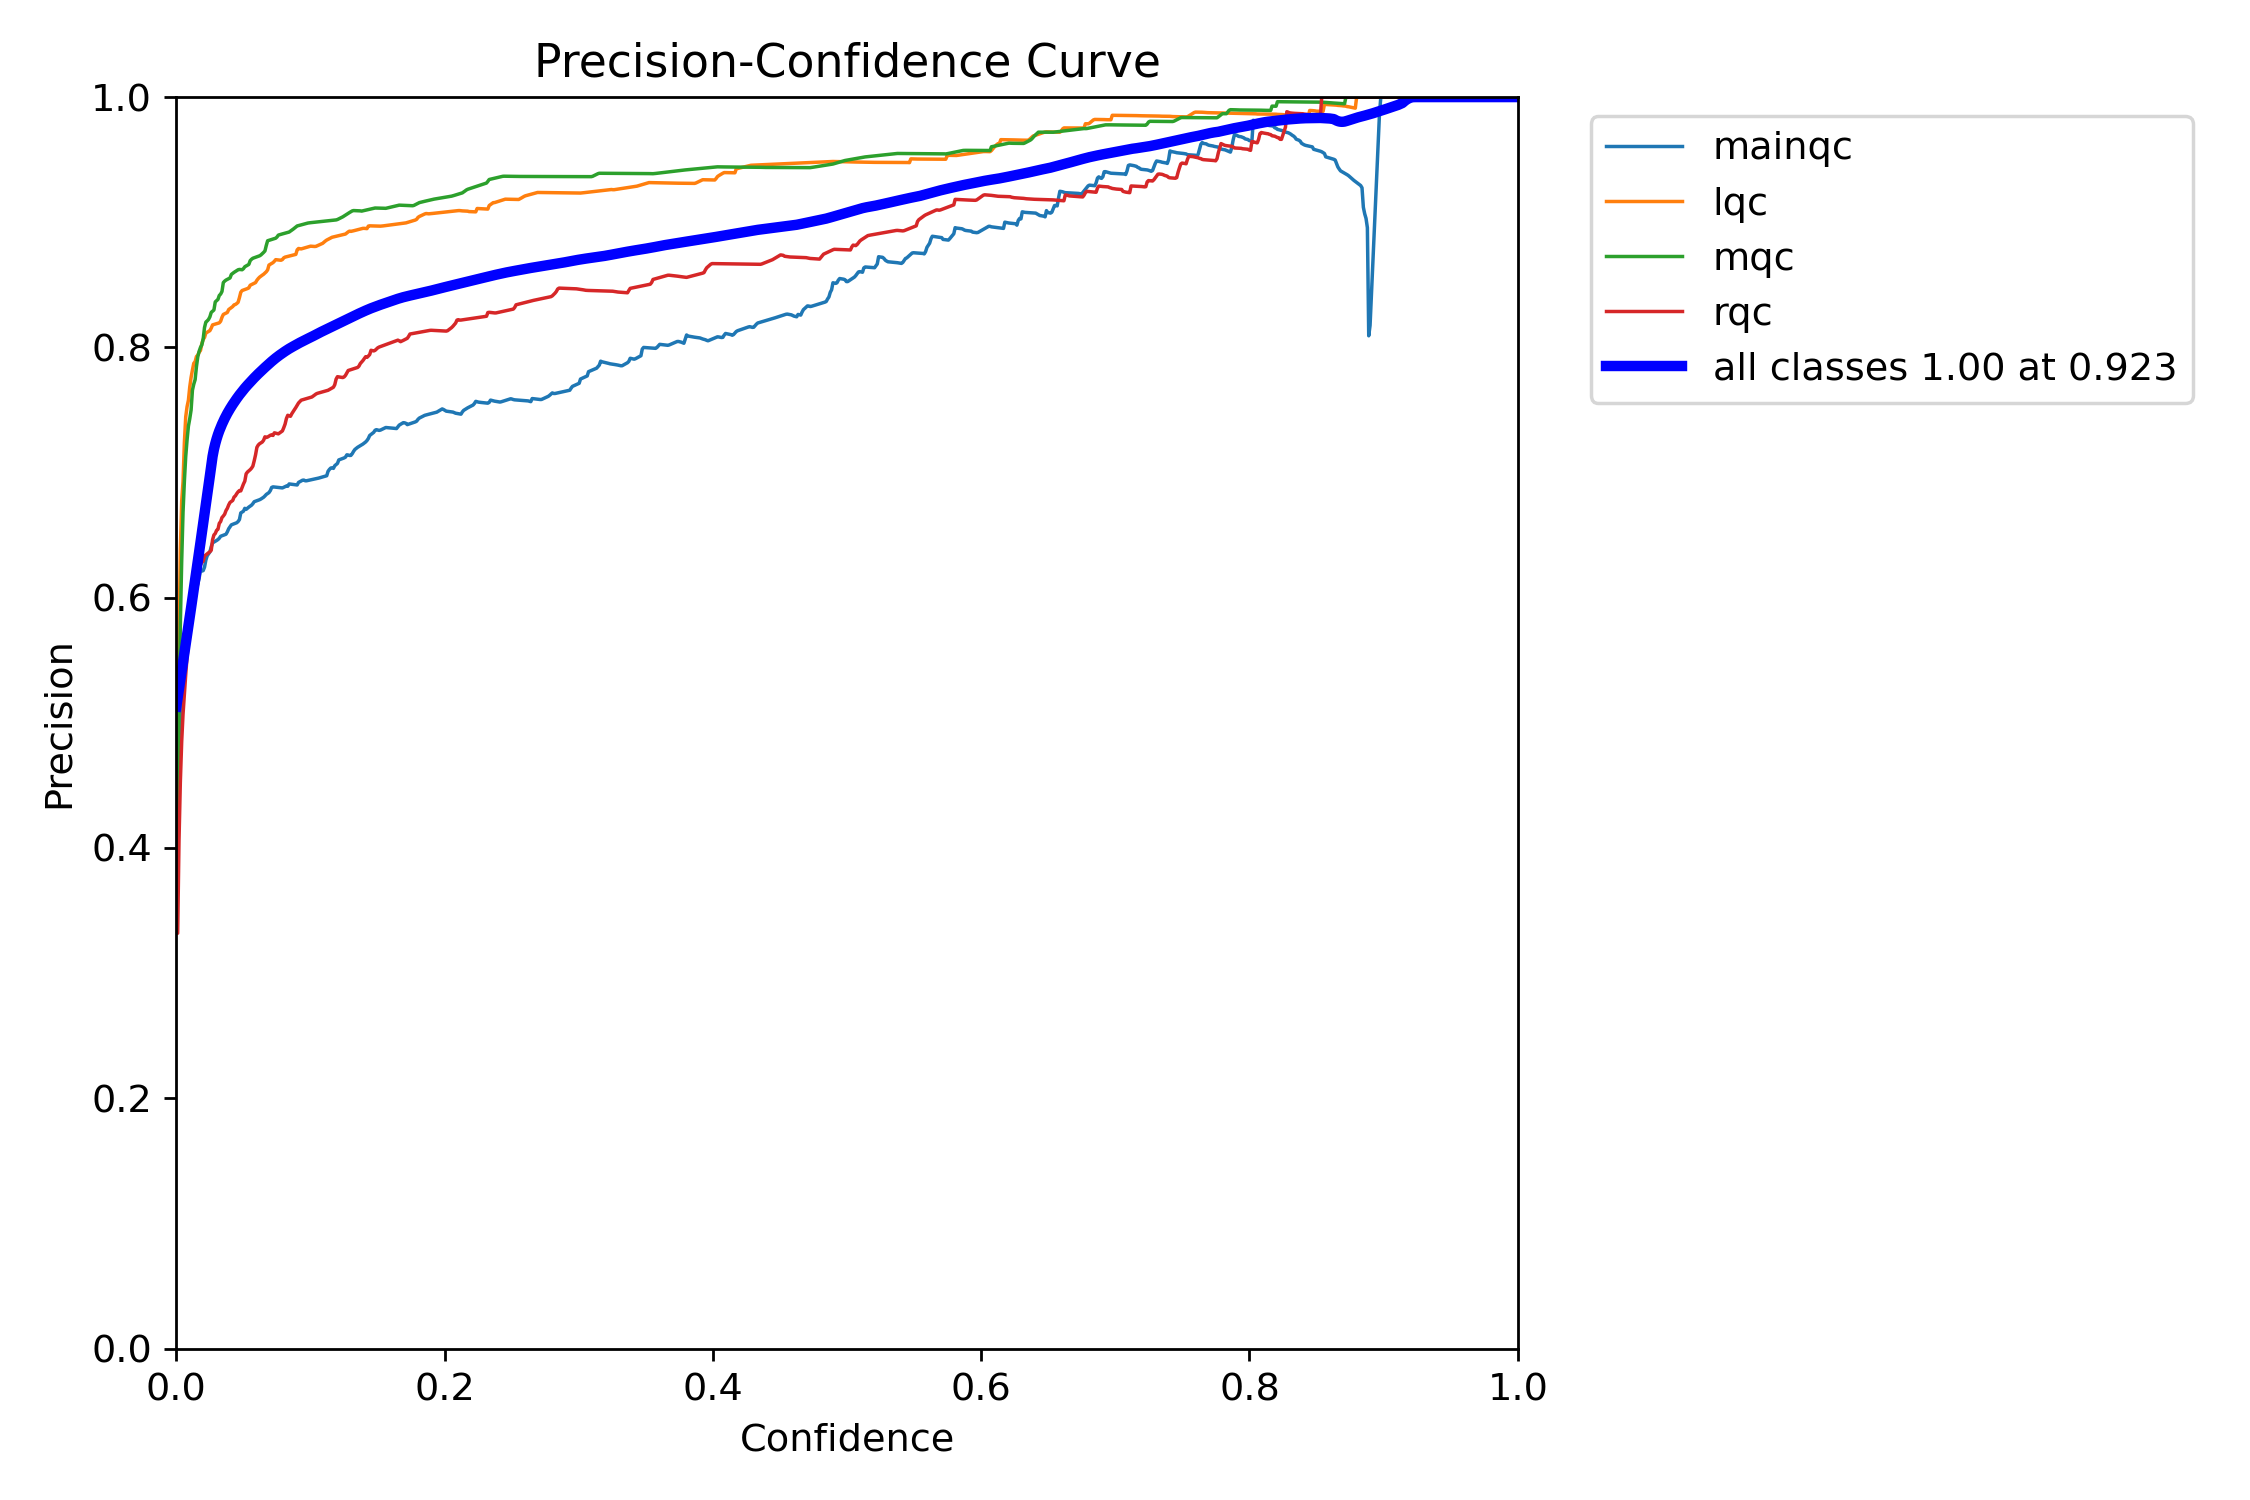 Precision-Confidence Curve
1.0
0.8
0.6
0.4
0.2
0.0
Precision
0.0 0.2 0.4 0.6 0.8 1.0
Confidence
mainqc
lqc
mqc
rqc
all classes 1.00 at 0.923